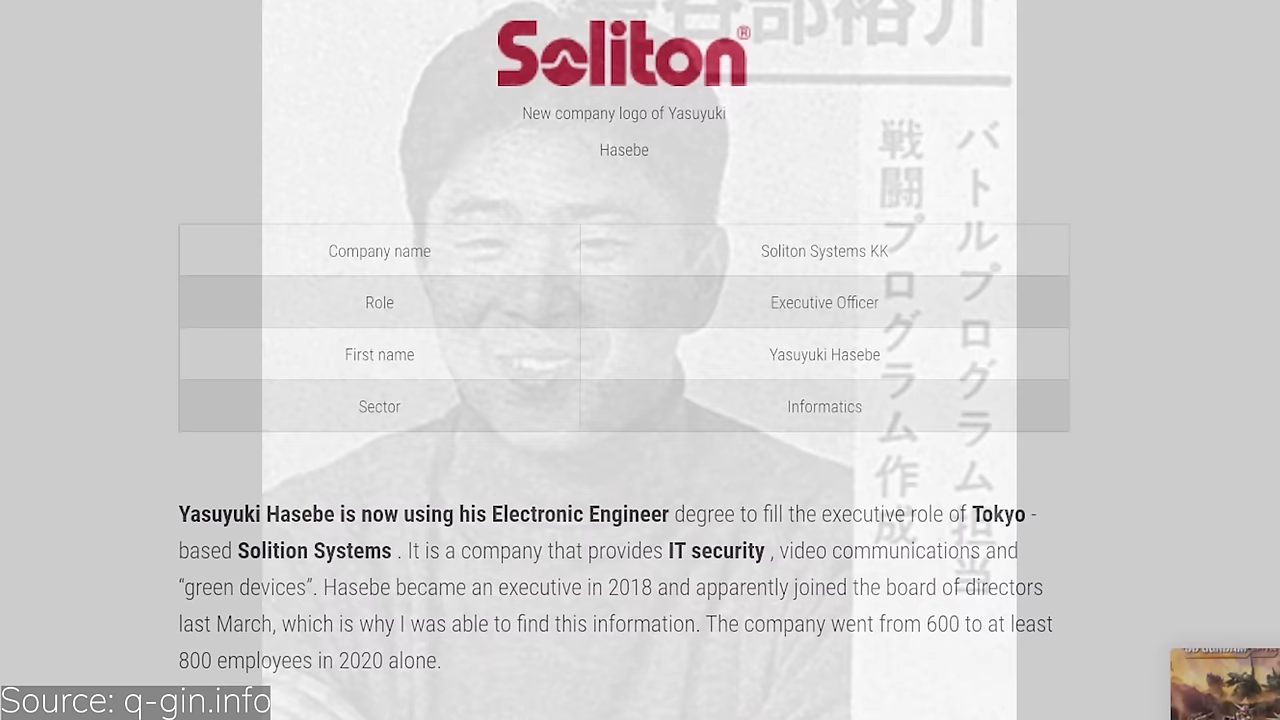 長谷部裕介
Soliton®
New company logo of Yasuyuki
Hasebe
バトルプログラム担当
戦闘プログラム作成
Company name
Soliton Systems KK
Role
Executive Officer
First name
Yasuyuki Hasebe
Sector
Informatics
Yasuyuki Hasebe is now using his Electronic Engineer degree to fill the executive role of Tokyo -
based Solition Systems . It is a company that provides IT security , video communications and
“green devices”. Hasebe became an executive in 2018 and apparently joined the board of directors
last March, which is why I was able to find this information. The company went from 600 to at least
800 employees in 2020 alone.
Source: q-gin.info